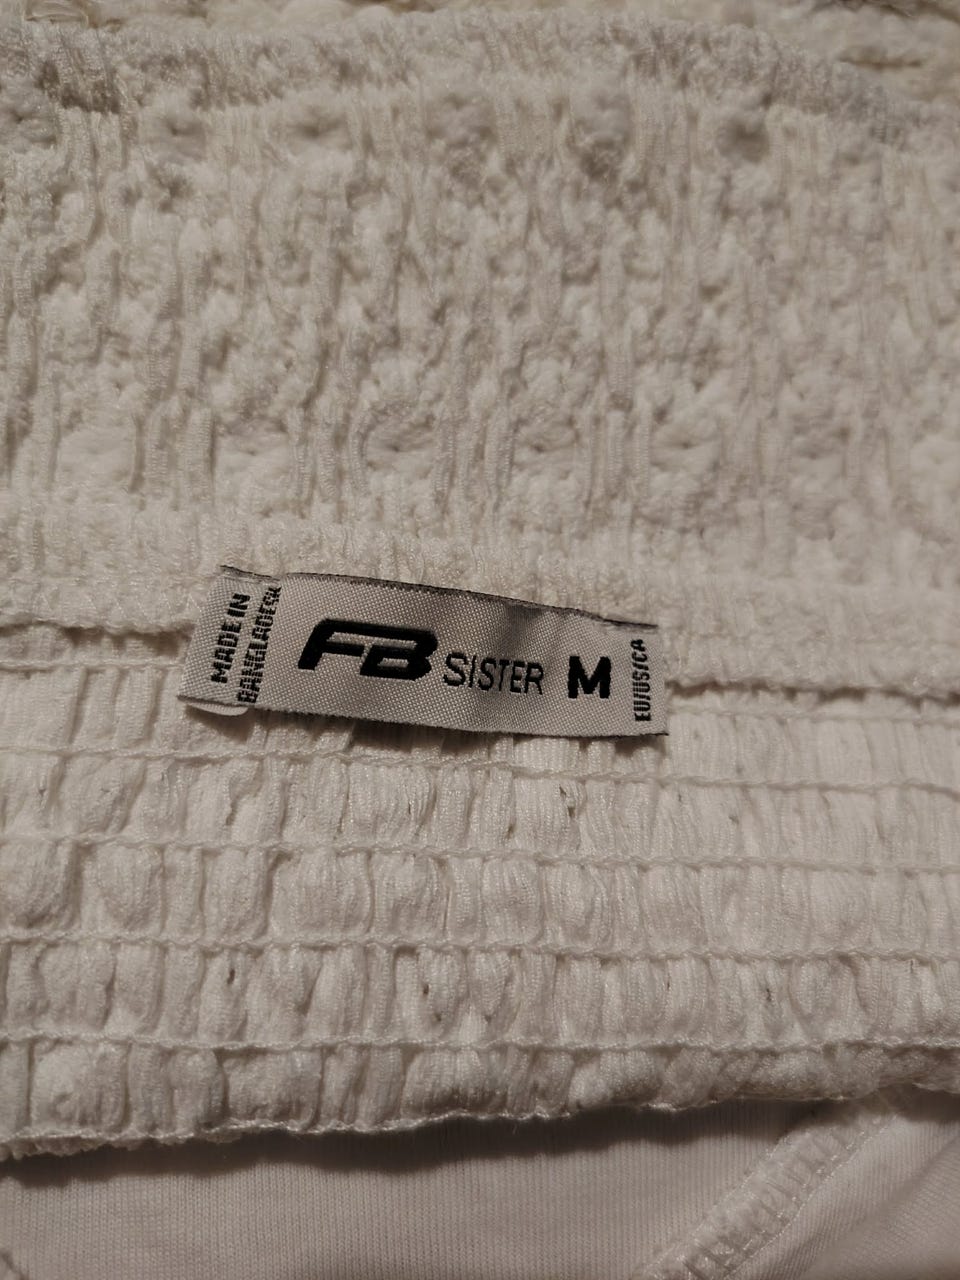 MADE IN
BANGLADESH
FB SISTER M
EU/US/CA